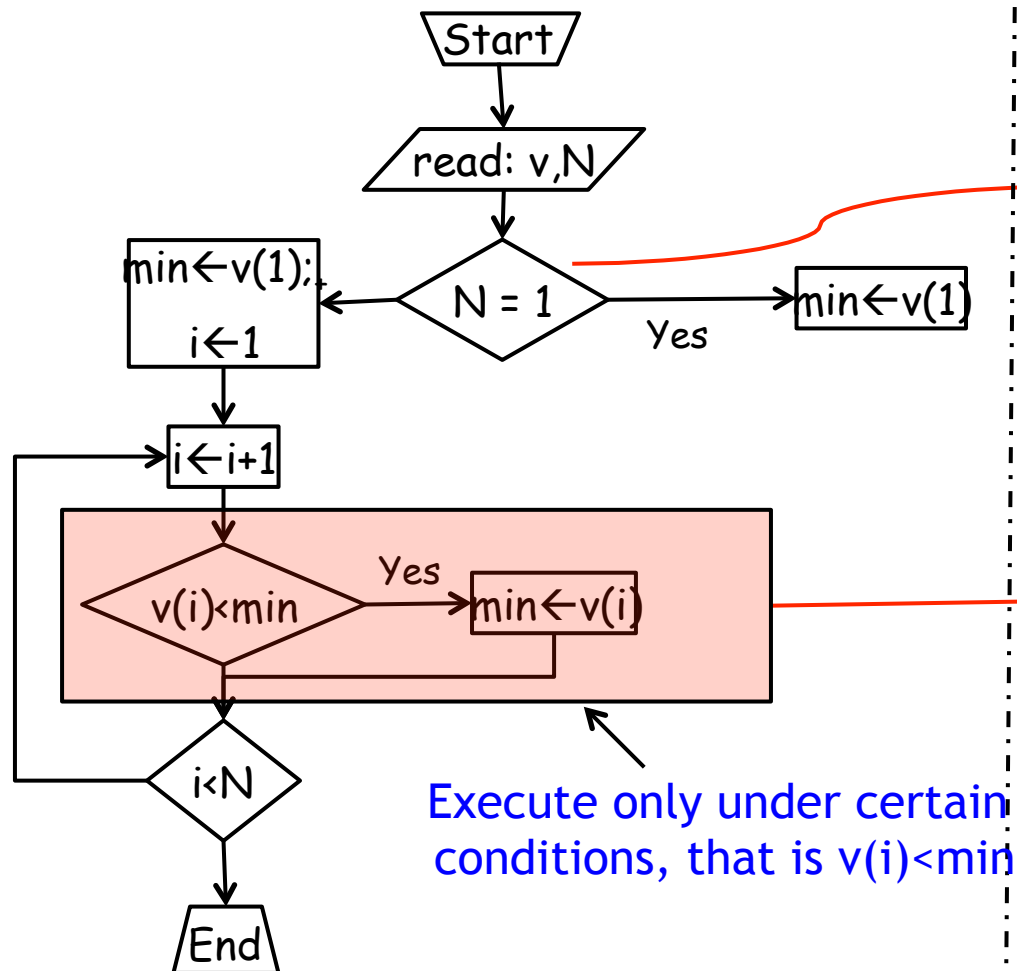 Start
read: v,N
min←v(1);
i←1
N = 1
Yes
min←v(1)
i←i+1
v(i)<min
Yes
min←v(i)
i<N
Execute only under certain
conditions, that is v(i)<min
End